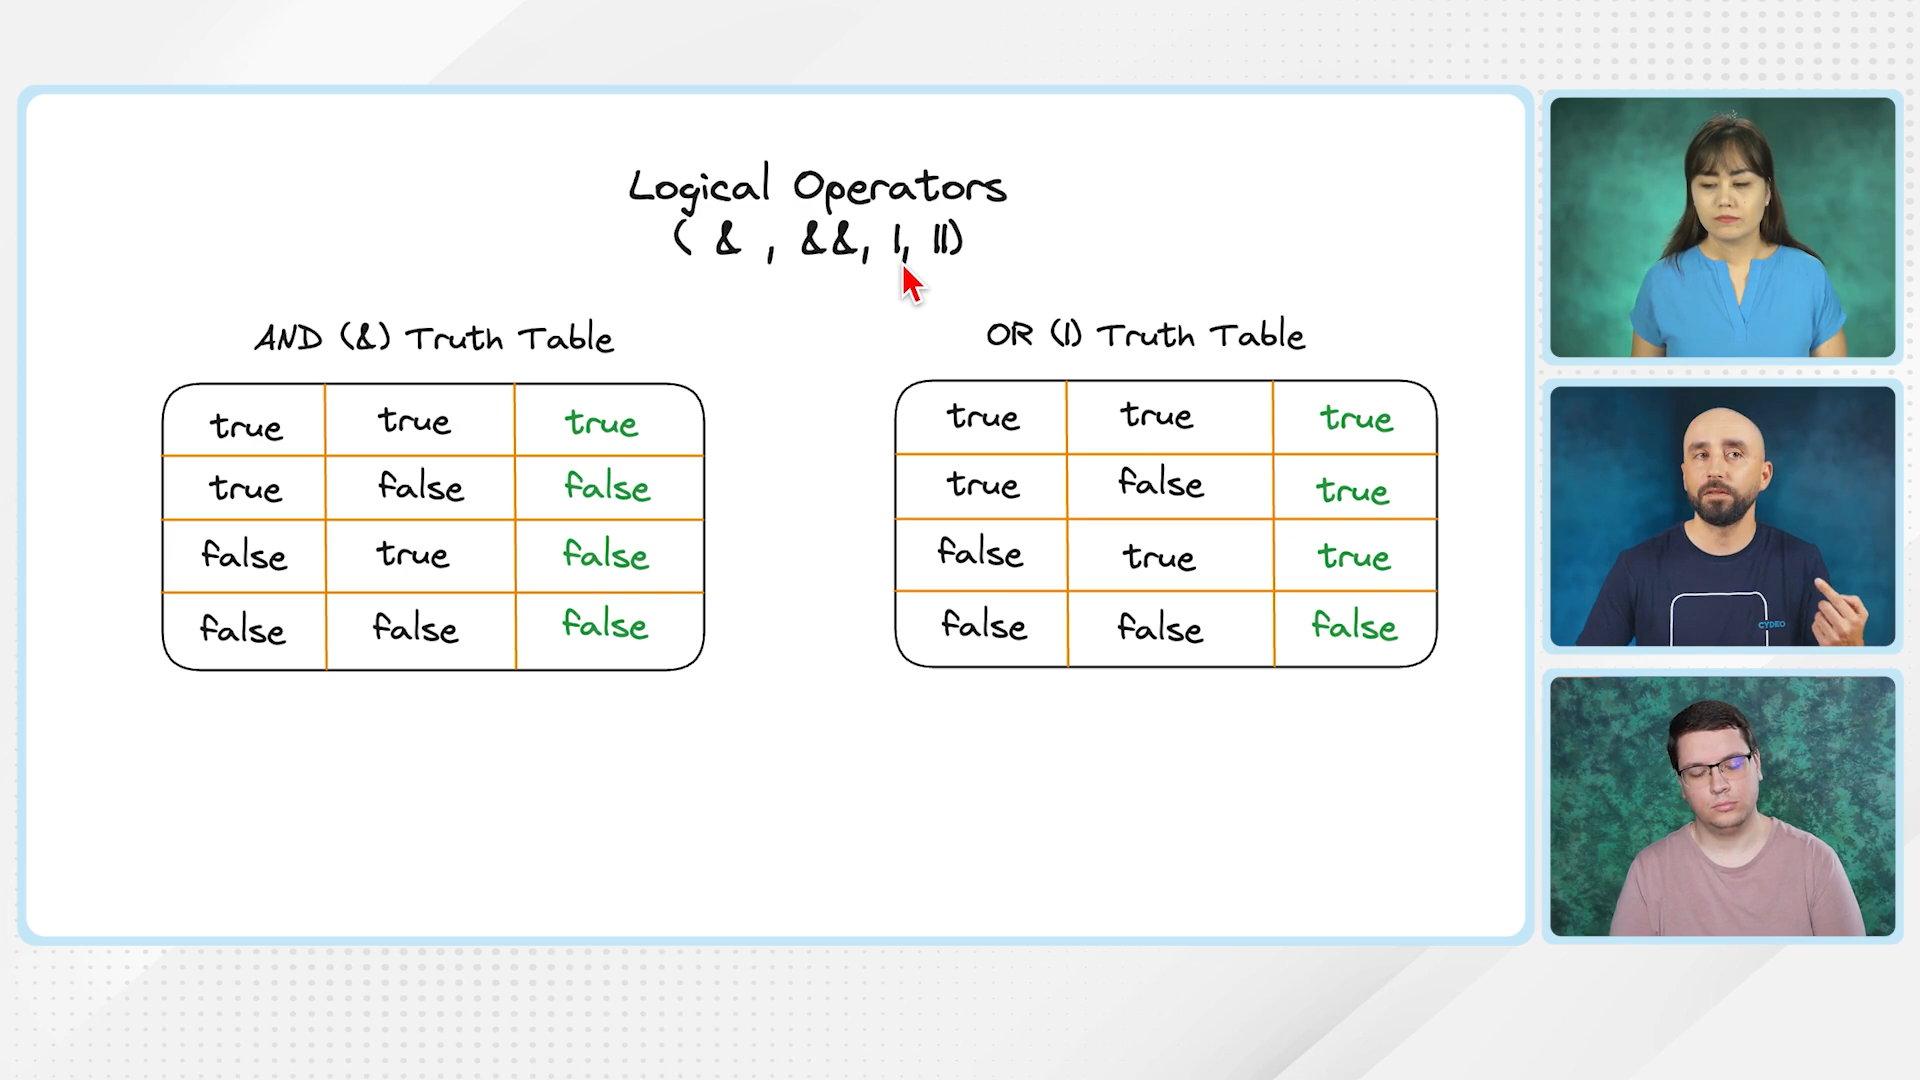 Logical Operators
( & , &&, |, ||)
AND (&) Truth Table
true true true
true false false
false true false
false false false
OR (|) Truth Table
true true true
true false true
false true true
false false false
CYDEO